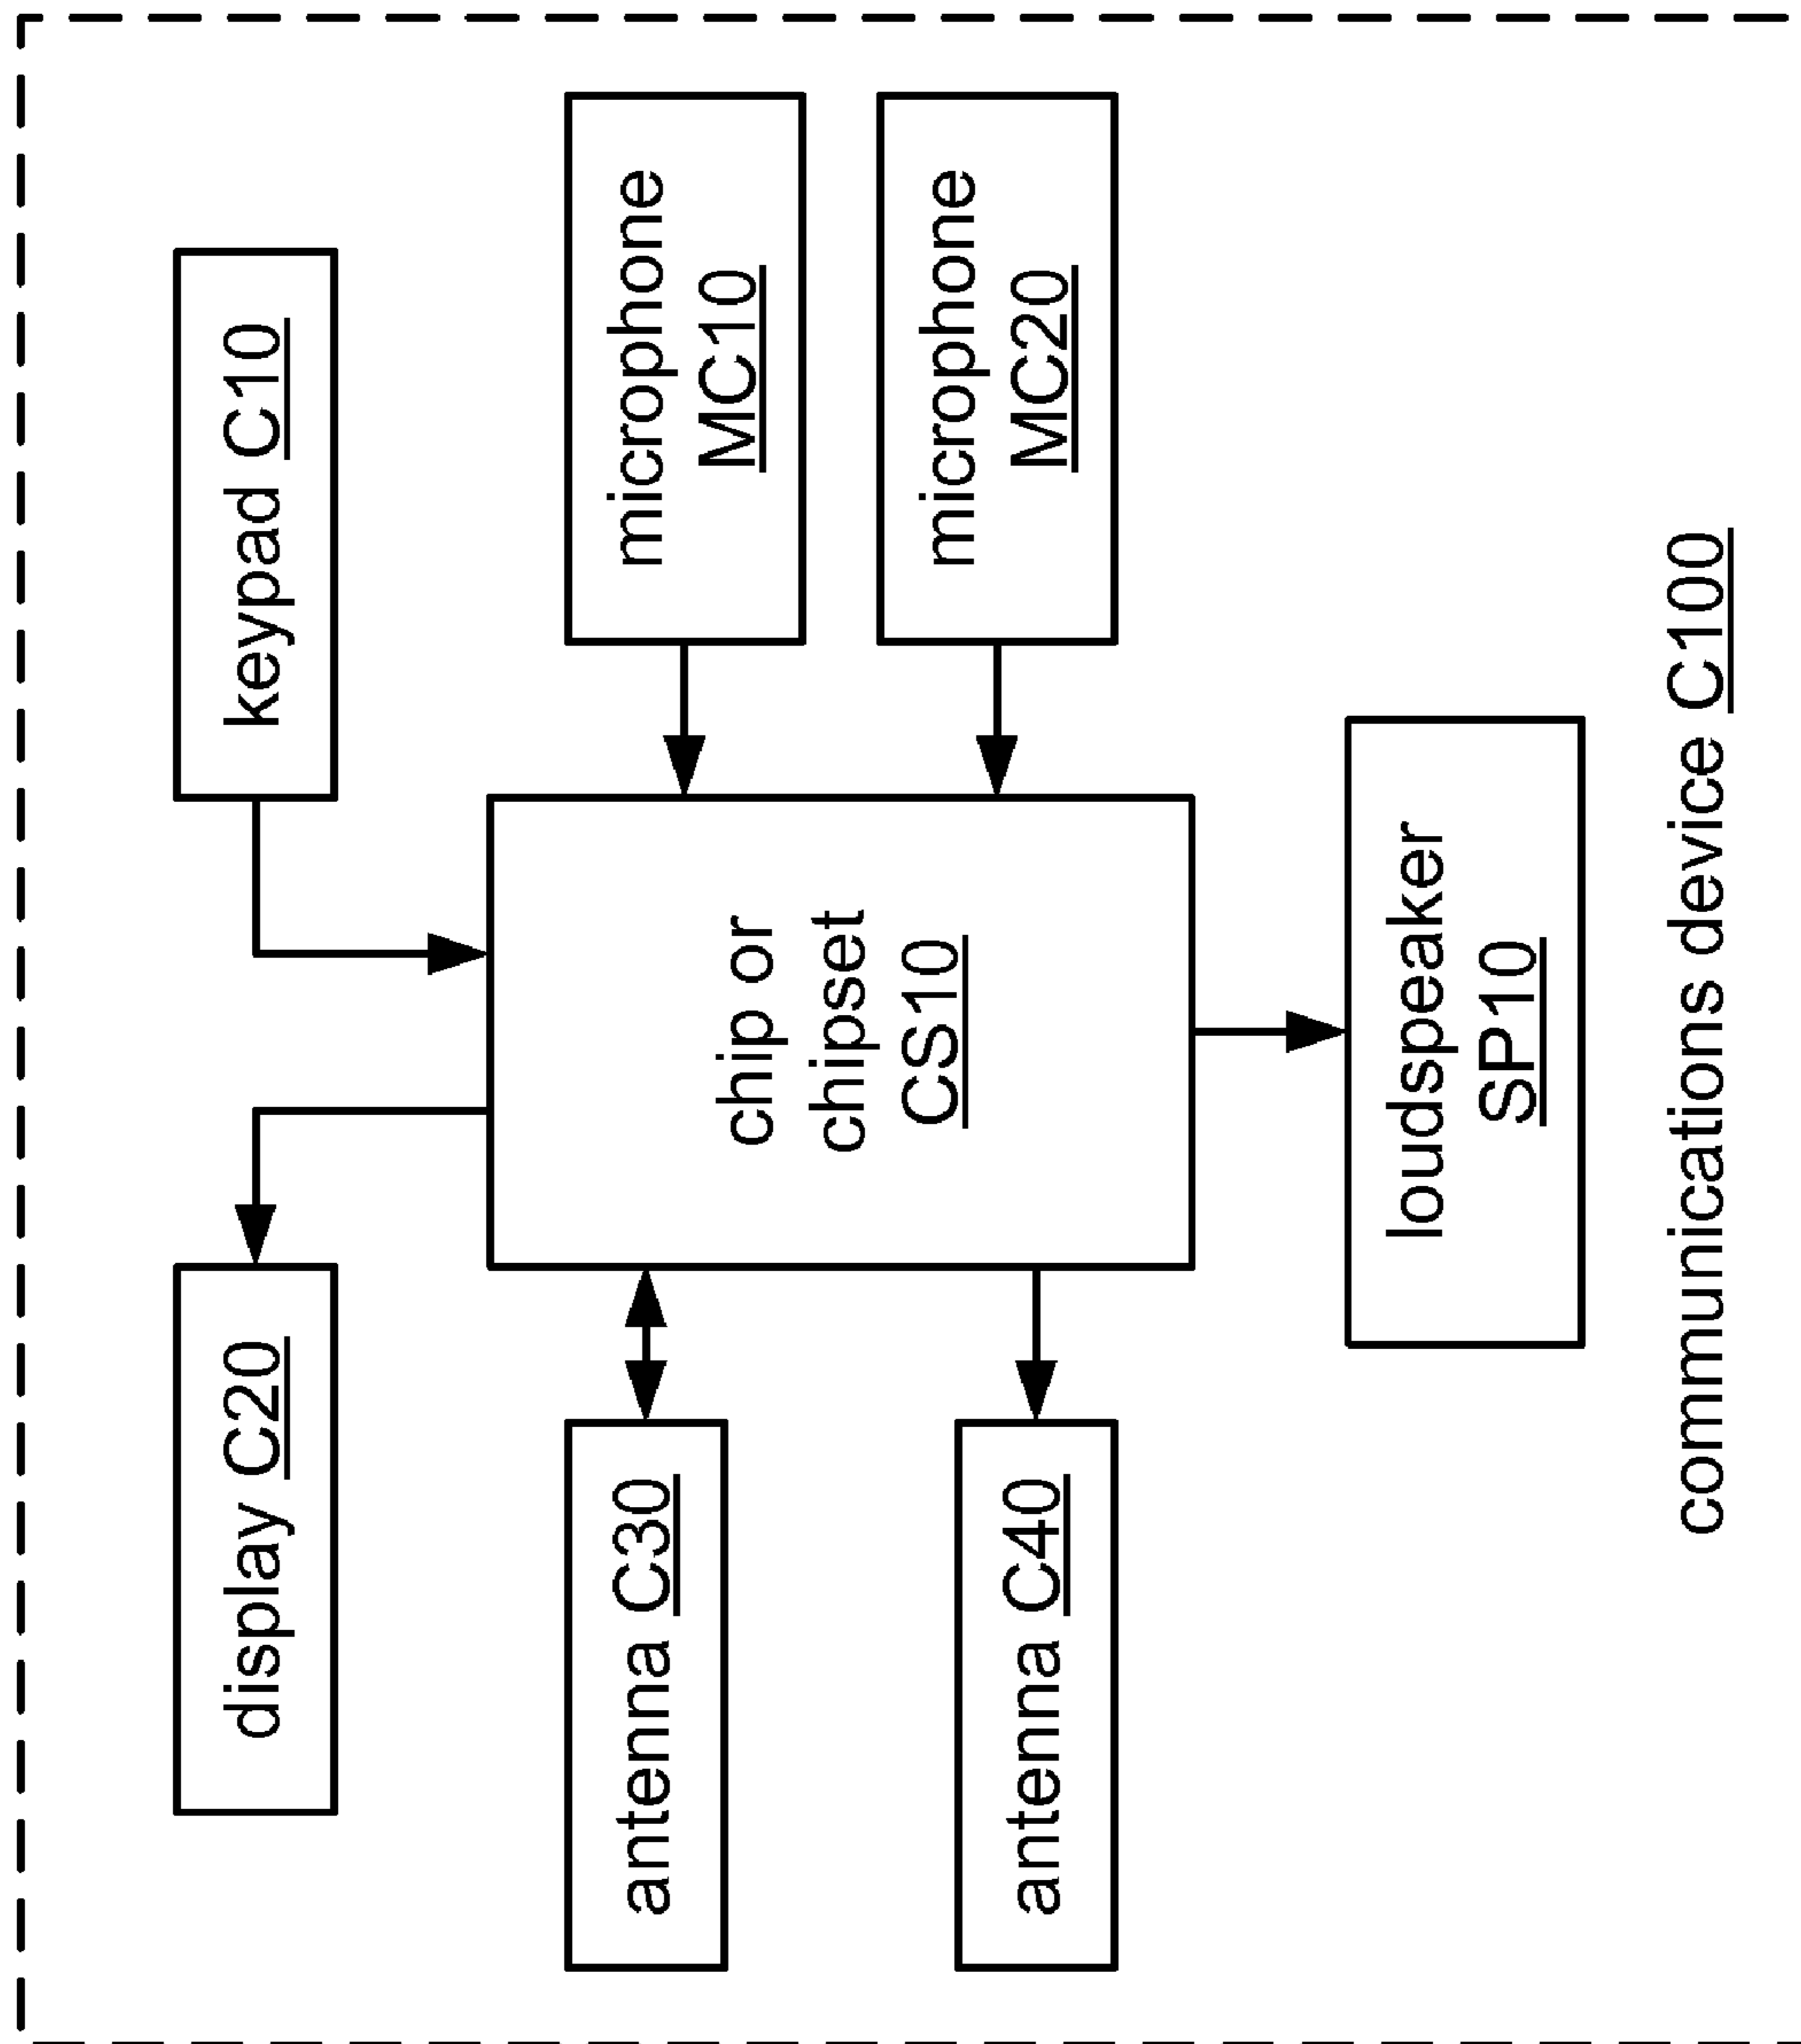 display C20
keypad C10
antenna C30
chip or
chipset
CS10
microphone
MC10
antenna C40
microphone
MC20
loudspeaker
SP10
communications device C100